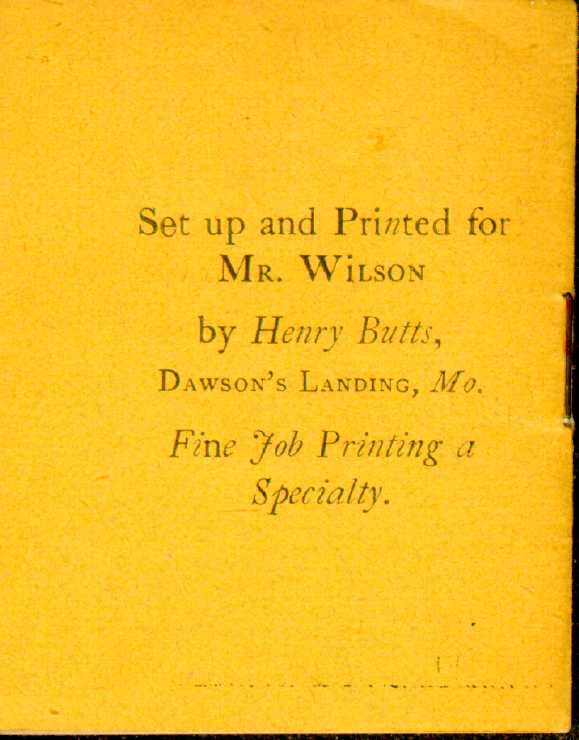 Set up and Printed for
MR. WiLSON
by Henry Butts,
DAWSON'S LANDING, Mo.
Fine Job Printing a
Specialty.